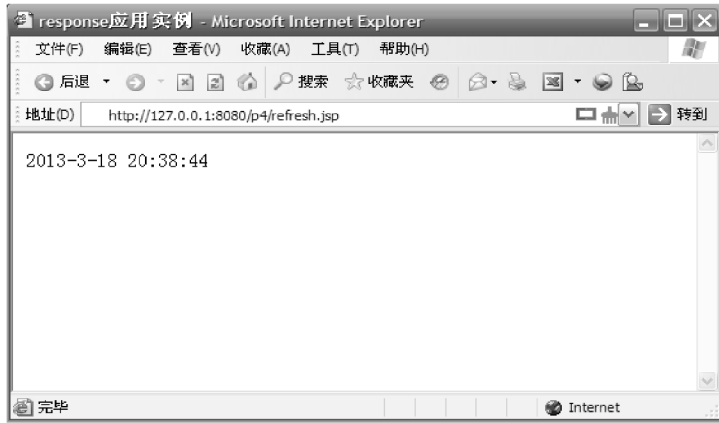 response应用实例 - Microsoft Internet Explorer
文件(F) 编辑(E) 查看(V) 收藏(A) 工具(T) 帮助(H)
后退 搜索 收藏夹
地址(D) http://127.0.0.1:8080/p4/refresh.jsp 转到
2013-3-18 20:38:44
完毕 Internet